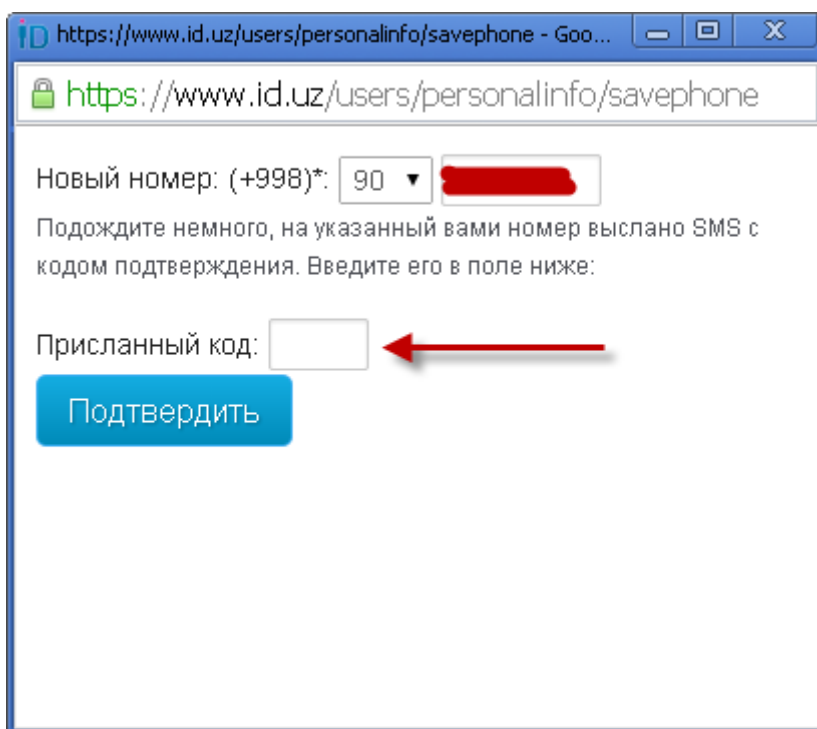 iD https://www.id.uz/users/personalinfo/savephone - Goo...
https://www.id.uz/users/personalinfo/savephone
Новый номер: (+998)*: 90
Подождите немного, на указанный вами номер выслано SMS с
кодом подтверждения. Введите его в поле ниже:
Присланный код:
Подтвердить